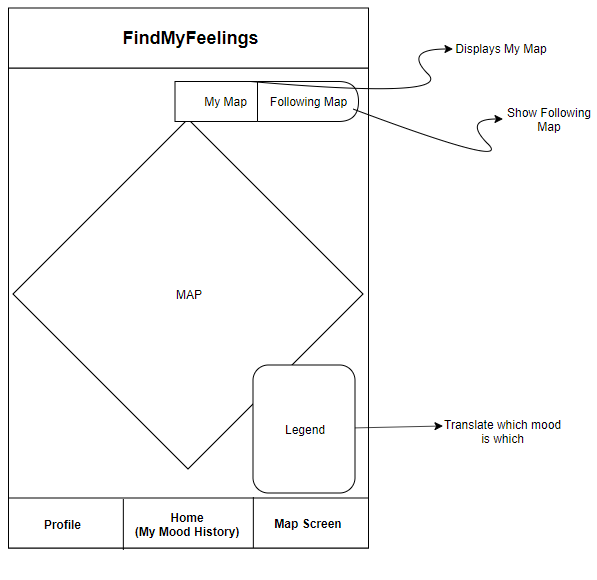 FindMyFeelings
My Map
Following Map
Displays My Map
Show Following
Map
MAP
Legend
Translate which mood
is which
Profile
Home
(My Mood History)
Map Screen